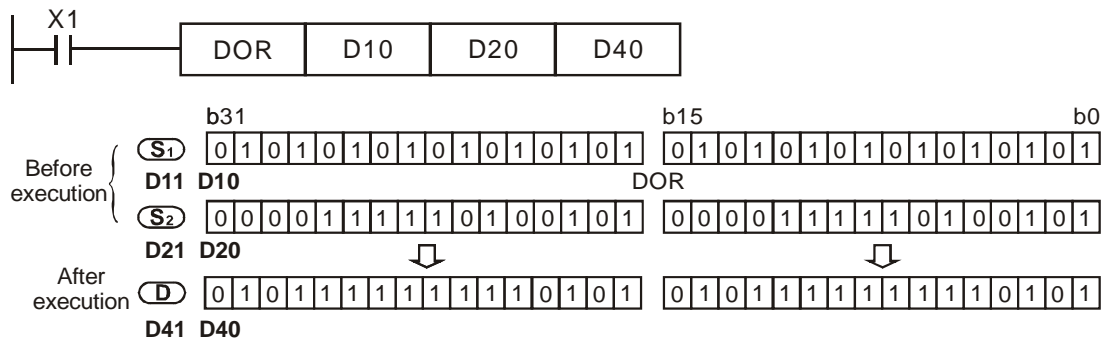 X1
DOR D10 D20 D40
b31 b15 b0
S1 0 1 0 1 0 1 0 1 0 1 0 1 0 1 0 1 0 1 0 1 0 1 0 1 0 1 0 1 0 1 0 1
Before
execution
D11 D10 DOR
S2 0 0 0 0 1 1 1 1 1 0 1 0 0 1 0 1 0 0 0 0 1 1 1 1 1 0 1 0 0 1 0 1
D21 D20
After
execution
D 0 1 0 1 1 1 1 1 1 1 1 1 0 1 0 1 0 1 0 1 1 1 1 1 1 1 1 1 0 1 0 1
D41 D40